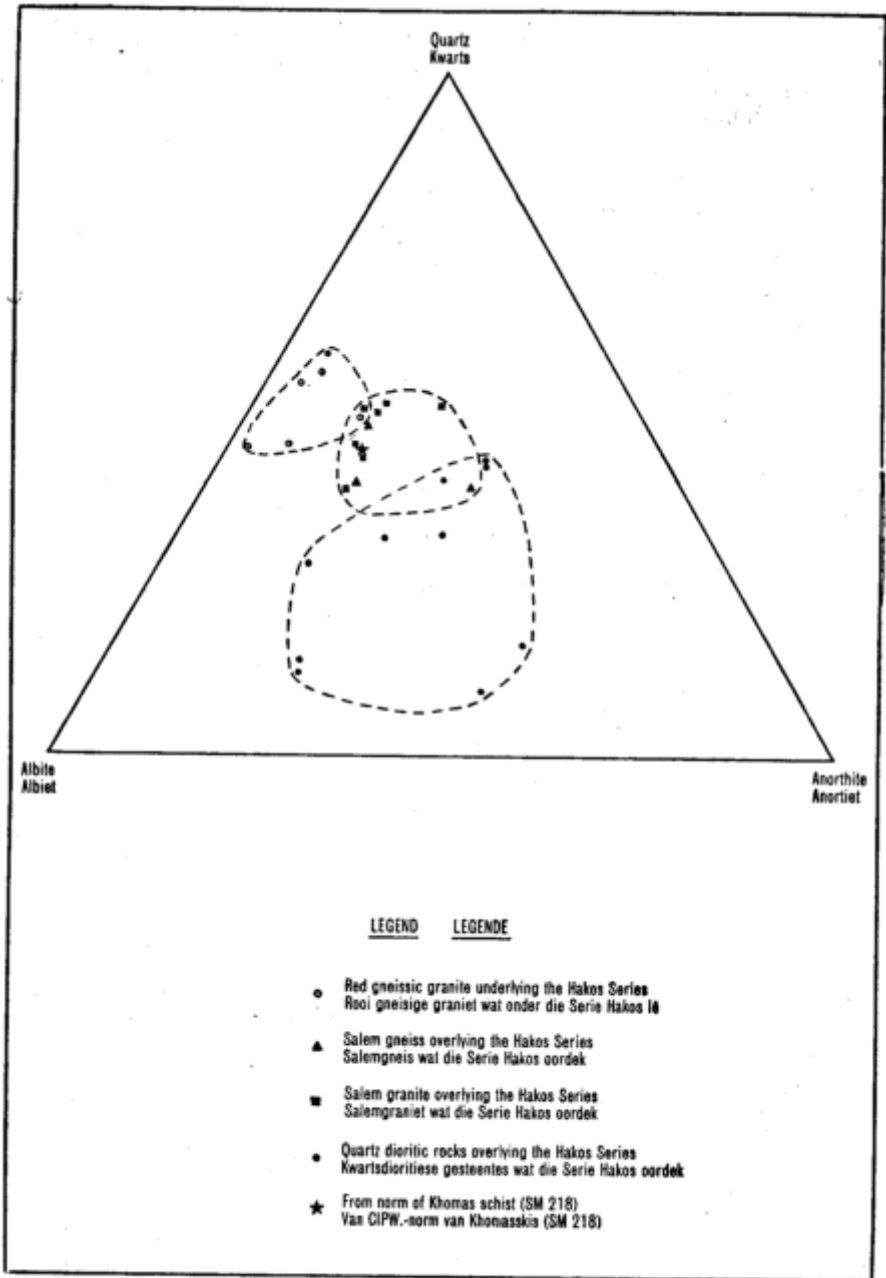 Quartz
Kwarts
Albite
Albiet
Anorthite
Anortiet
LEGEND LEGENDE
Red gneissic granite underlying the Hakos Series
Rooi gneisige graniet wat onder die Serie Hakos lê
Salem gneiss overlying the Hakos Series
Salemgneis wat die Serie Hakos oordek
Salem granite overlying the Hakos Series
Salemgraniet wat die Serie Hakos oordek
Quartz dioritic rocks overlying the Hakos Series
Kwartsdioritiese gesteentes wat die Serie Hakos oordek
From norm of Khomas schist (SM 218)
Van CIPW.-norm van Khomasskis (SM 218)